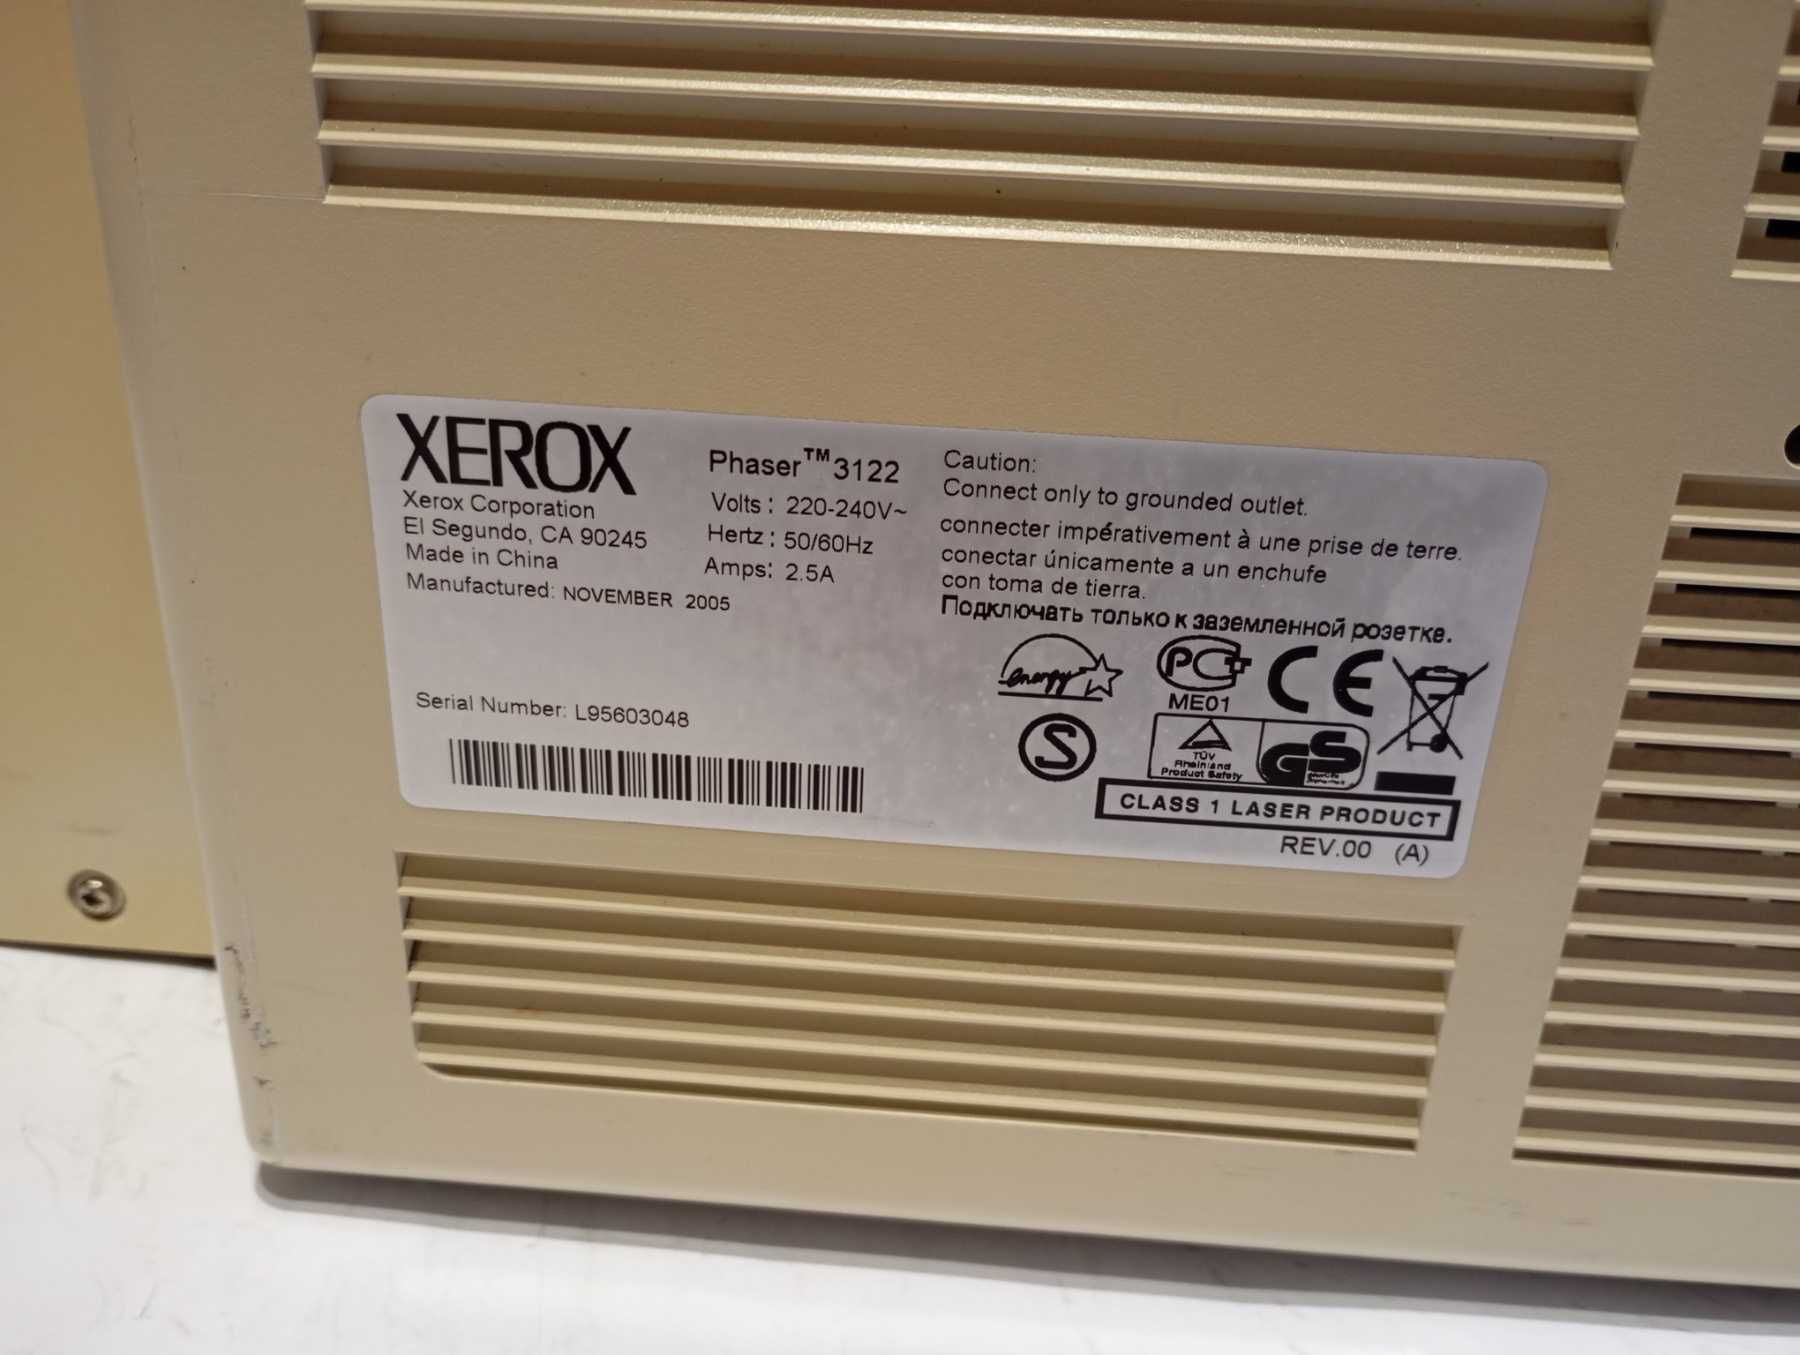 XEROX
Xerox Corporation
El Segundo, CA 90245
Made in China
Manufactured: NOVEMBER 2005
Phaser™ 3122
Volts : 220-240V~
Hertz : 50/60Hz
Amps: 2.5A
Serial Number: L95603048
Caution:
Connect only to grounded outlet.
connecter impérativement à une prise de terre.
conectar únicamente a un enchufe
con toma de tierra.
Подключать только к заземленной розетке.
energy
PC
ME01
CE
S
TÜV
Rheinland
Product Safety
GS
CLASS 1 LASER PRODUCT
REV.00 (A)